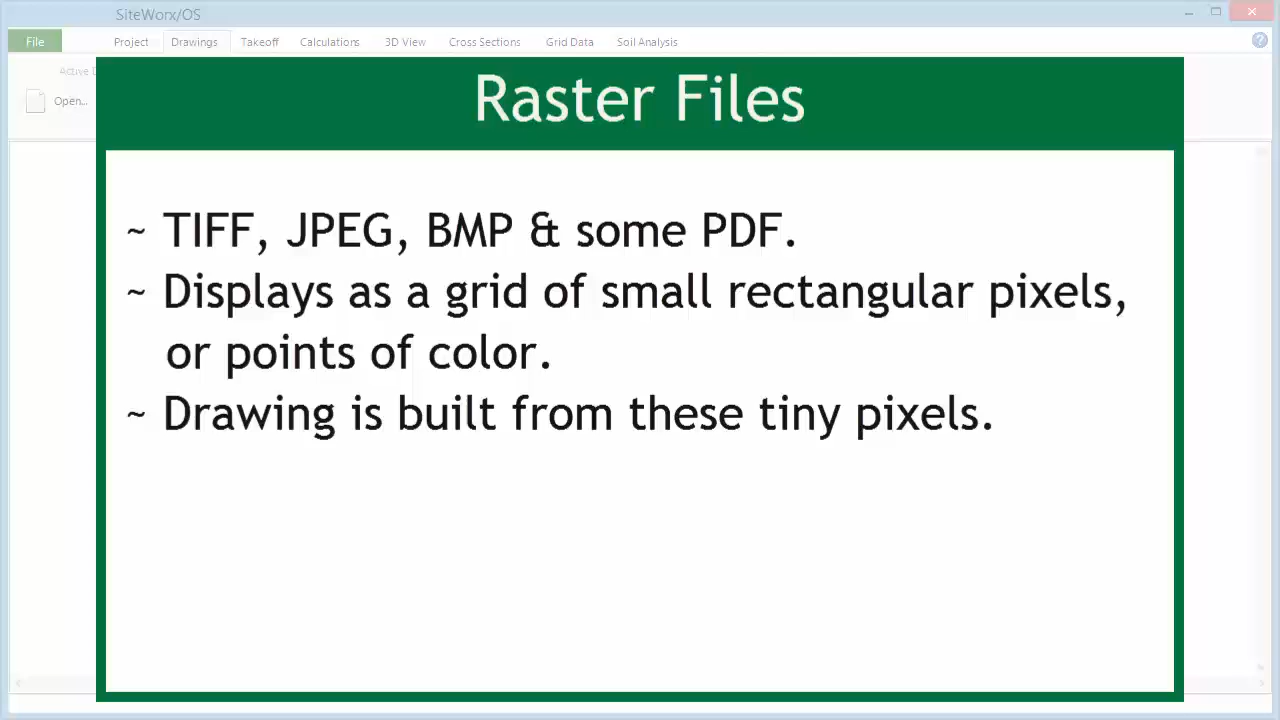 SiteWorx/OS
File Project Drawings Takeoff Calculations 3D View Cross Sections Grid Data Soil Analysis
Active
Open...
Raster Files
~ TIFF, JPEG, BMP & some PDF.
~ Displays as a grid of small rectangular pixels,
or points of color.
~ Drawing is built from these tiny pixels.